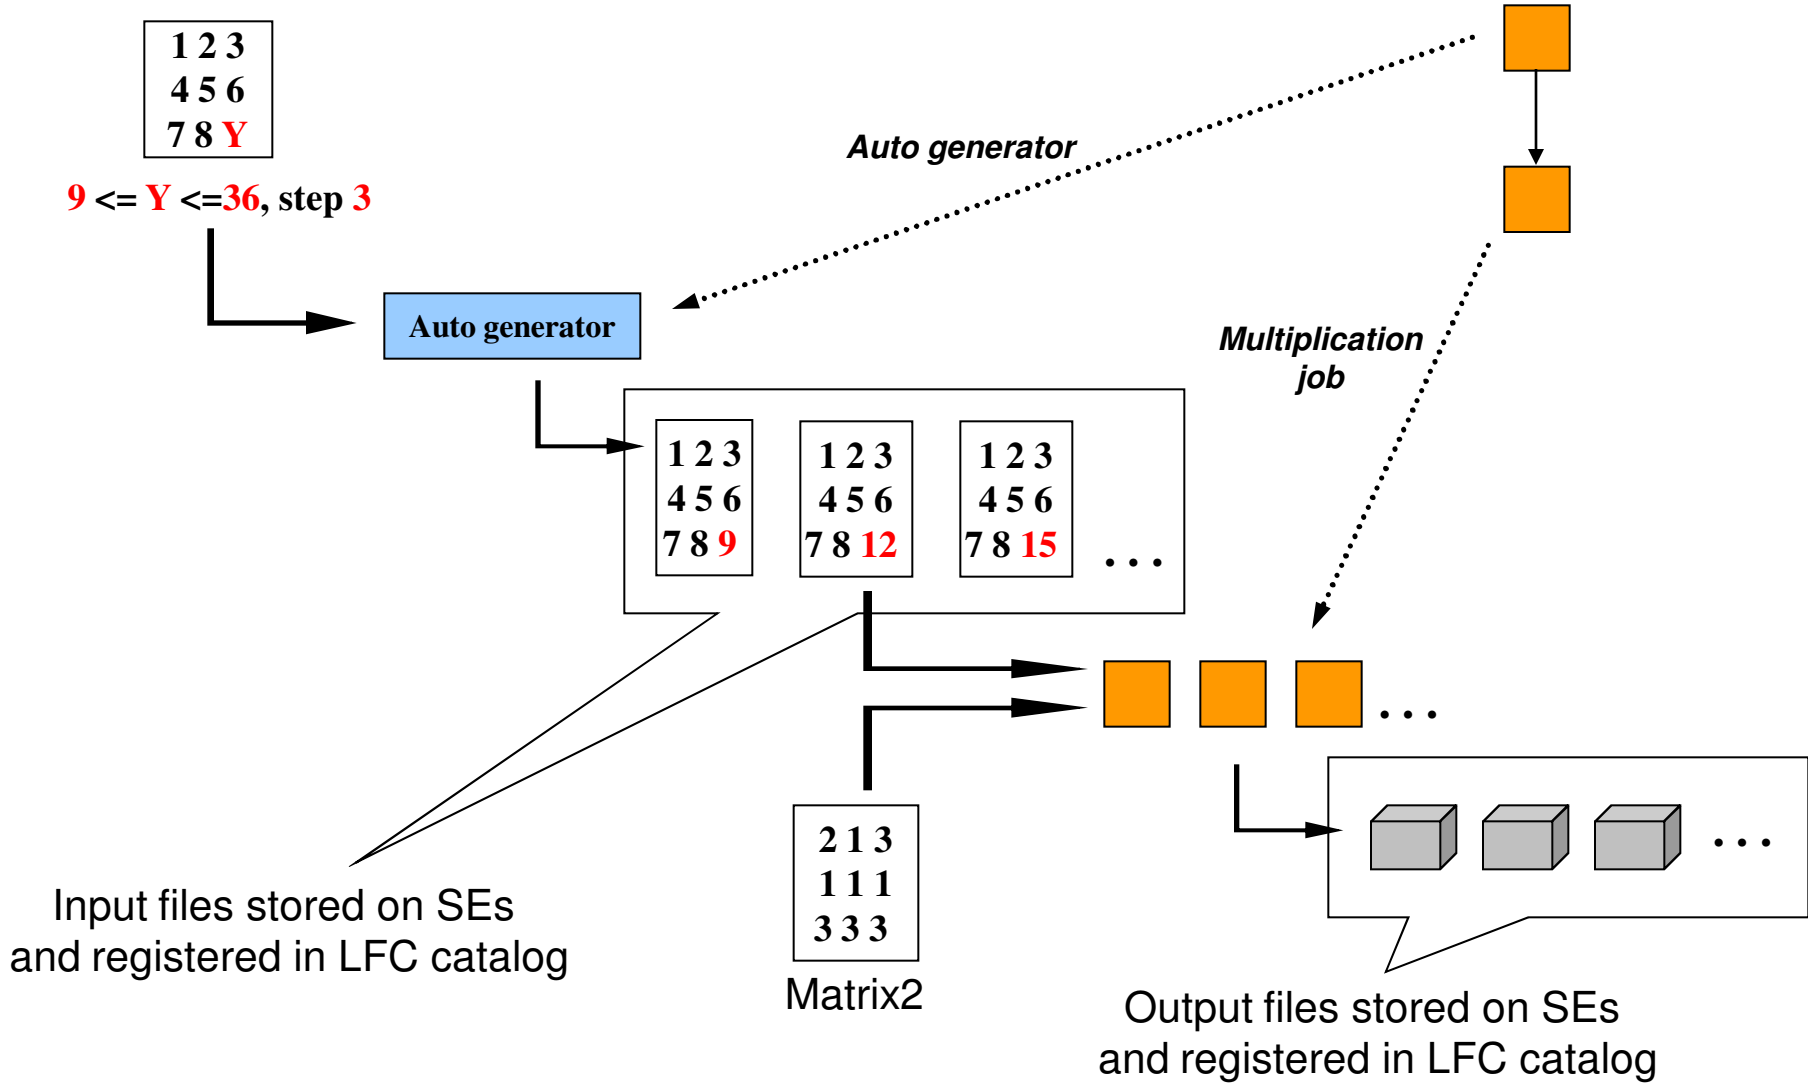 1 2 3
4 5 6
7 8 Y
9 <= Y <=36, step 3
Auto generator
Auto generator
Multiplication
job
1 2 3
4 5 6
7 8 9
1 2 3
4 5 6
7 8 12
1 2 3
4 5 6
7 8 15
...
...
2 1 3
1 1 1
3 3 3
Matrix2
...
Input files stored on SEs
and registered in LFC catalog
Output files stored on SEs
and registered in LFC catalog